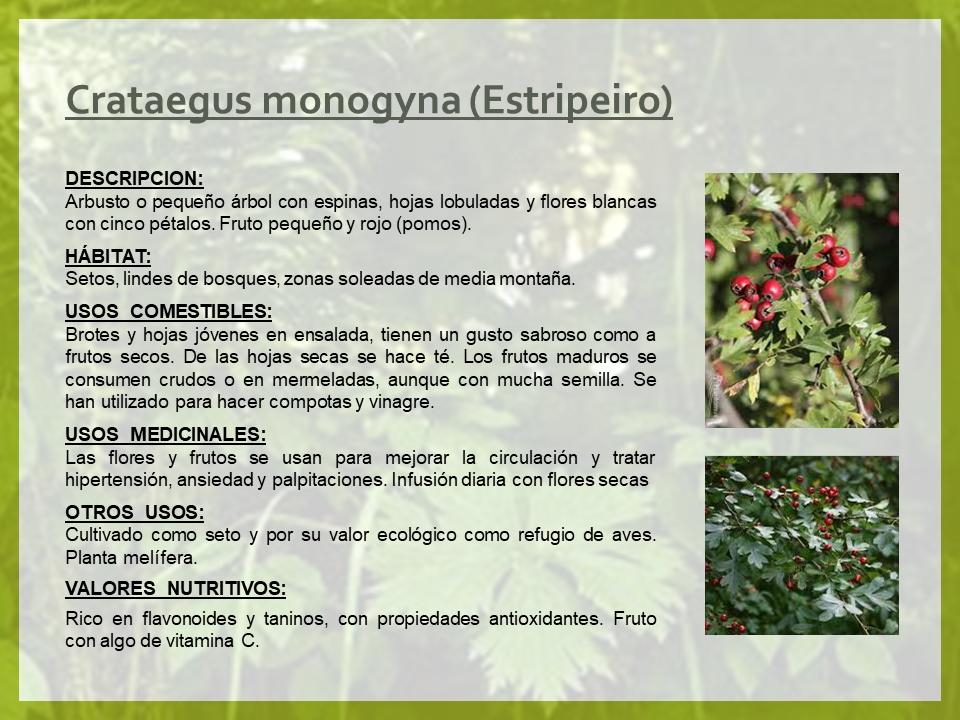 Crataegus monogyna (Estripeiro)
DESCRIPCION:
Arbusto o pequeño árbol con espinas, hojas lobuladas y flores blancas
con cinco pétalos. Fruto pequeño y rojo (pomos).
HÁBITAT:
Setos, lindes de bosques, zonas soleadas de media montaña.
USOS COMESTIBLES:
Brotes y hojas jóvenes en ensalada, tienen un gusto sabroso como a
frutos secos. De las hojas secas se hace té. Los frutos maduros se
consumen crudos o en mermeladas, aunque con mucha semilla. Se
han utilizado para hacer compotas y vinagre.
USOS MEDICINALES:
Las flores y frutos se usan para mejorar la circulación y tratar
hipertensión, ansiedad y palpitaciones. Infusión diaria con flores secas
OTROS USOS:
Cultivado como seto y por su valor ecológico como refugio de aves.
Planta melífera.
VALORES NUTRITIVOS:
Rico en flavonoides y taninos, con propiedades antioxidantes. Fruto
con algo de vitamina C.